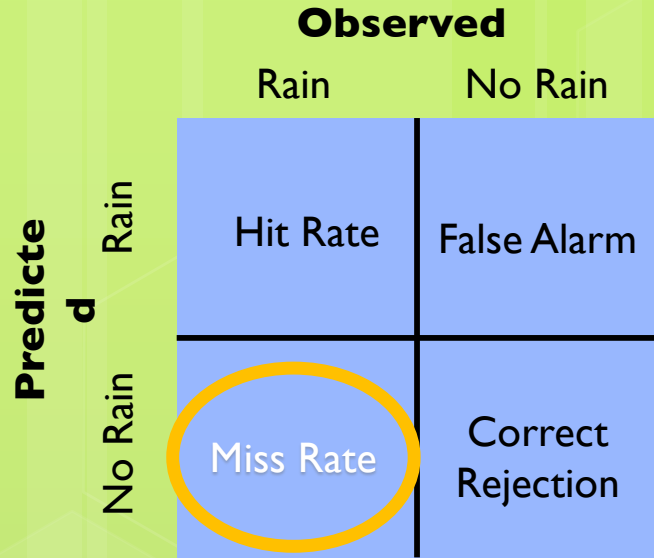 Observed
Rain
No Rain
Predicte
d
Rain
Hit Rate
False Alarm
No Rain
Miss Rate
Correct
Rejection